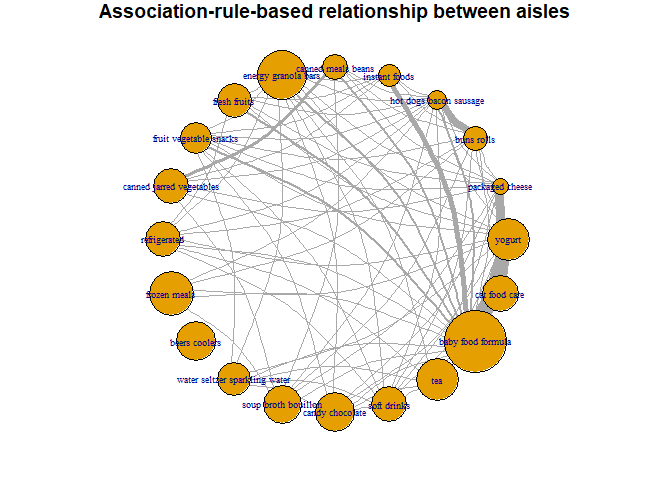 Association-rule-based relationship between aisles
canned meals beans
energy granola bars
instant foods
fresh fruits
hot dogs bacon sausage
fruit vegetable snacks
buns rolls
canned jarred vegetables
packaged cheese
refrigerated
yogurt
frozen meals
cat food care
beers coolers
baby food formula
water seltzer sparkling water
tea
soup broth bouillon
candy chocolate
soft drinks